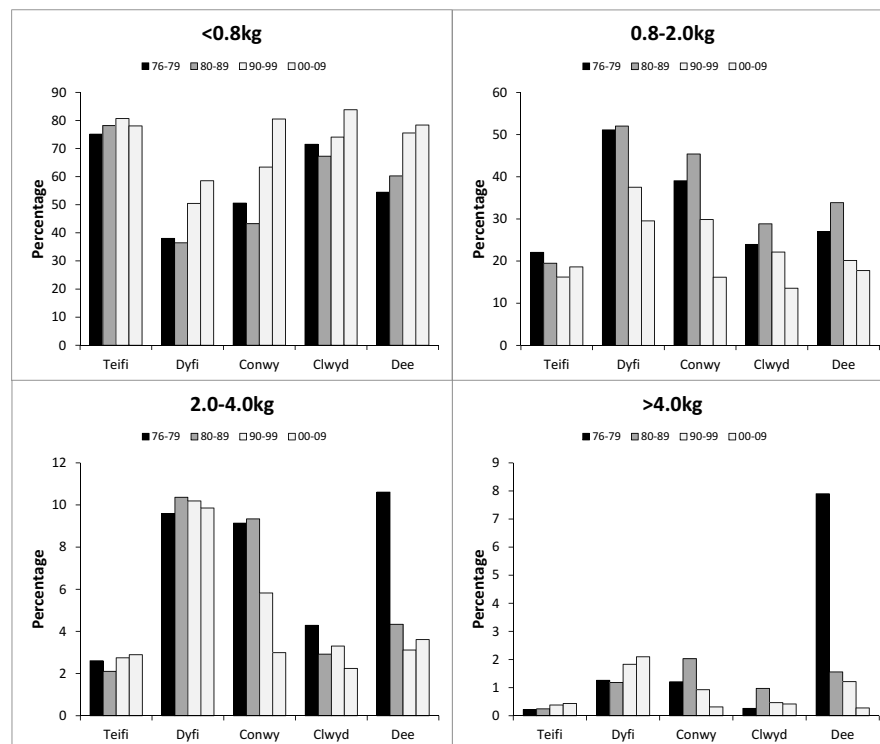 <0.8kg
76-79 80-89 90-99 00-09
Percentage
90
80
70
60
50
40
30
20
10
0
Teifi Dyfi Conwy Clwyd Dee
0.8-2.0kg
76-79 80-89 90-99 00-09
Percentage
60
50
40
30
20
10
0
Teifi Dyfi Conwy Clwyd Dee
2.0-4.0kg
76-79 80-89 90-99 00-09
Percentage
12
10
8
6
4
2
0
Teifi Dyfi Conwy Clwyd Dee
>4.0kg
76-79 80-89 90-99 00-09
Percentage
9
8
7
6
5
4
3
2
1
0
Teifi Dyfi Conwy Clwyd Dee